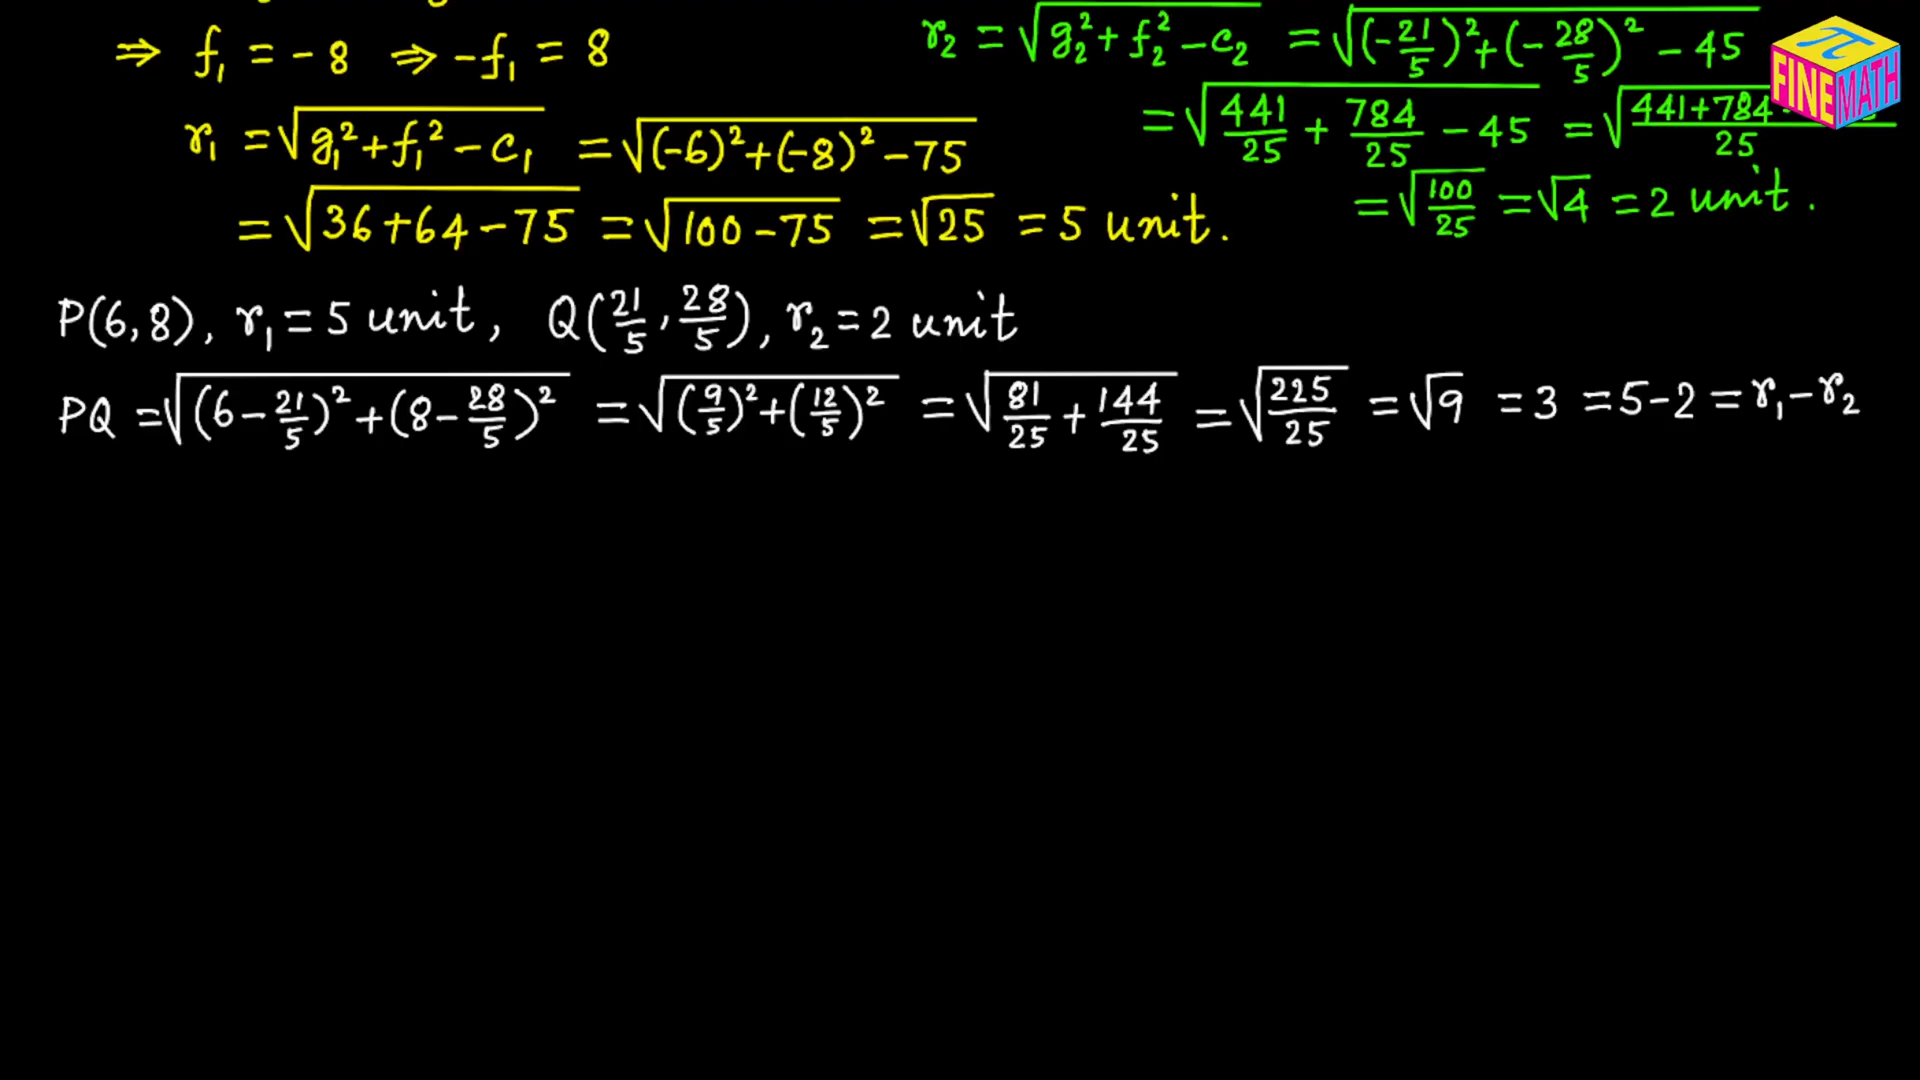 ⇒ f₁ = -8 ⇒ -f₁ = 8
r₁ = √(g₁² + f₁² - c₁) = √((-6)² + (-8)² - 75)
= √(36+64-75) = √(100-75) = √25 = 5 unit.
r₂ = √(g₂² + f₂² - c₂) = √((-21/5)² + (-28/5)² - 45)
= √(441/25 + 784/25 - 45) = √((441+784
25
= √(100/25) = √4 = 2 unit.
π
FINE MATH
P(6,8), r₁ = 5 unit, Q(21/5, 28/5), r₂ = 2 unit
PQ = √((6 - 21/5)² + (8 - 28/5)²) = √((9/5)² + (12/5)²) = √(81/25 + 144/25) = √(225/25) = √9 = 3 = 5-2 = r₁-r₂